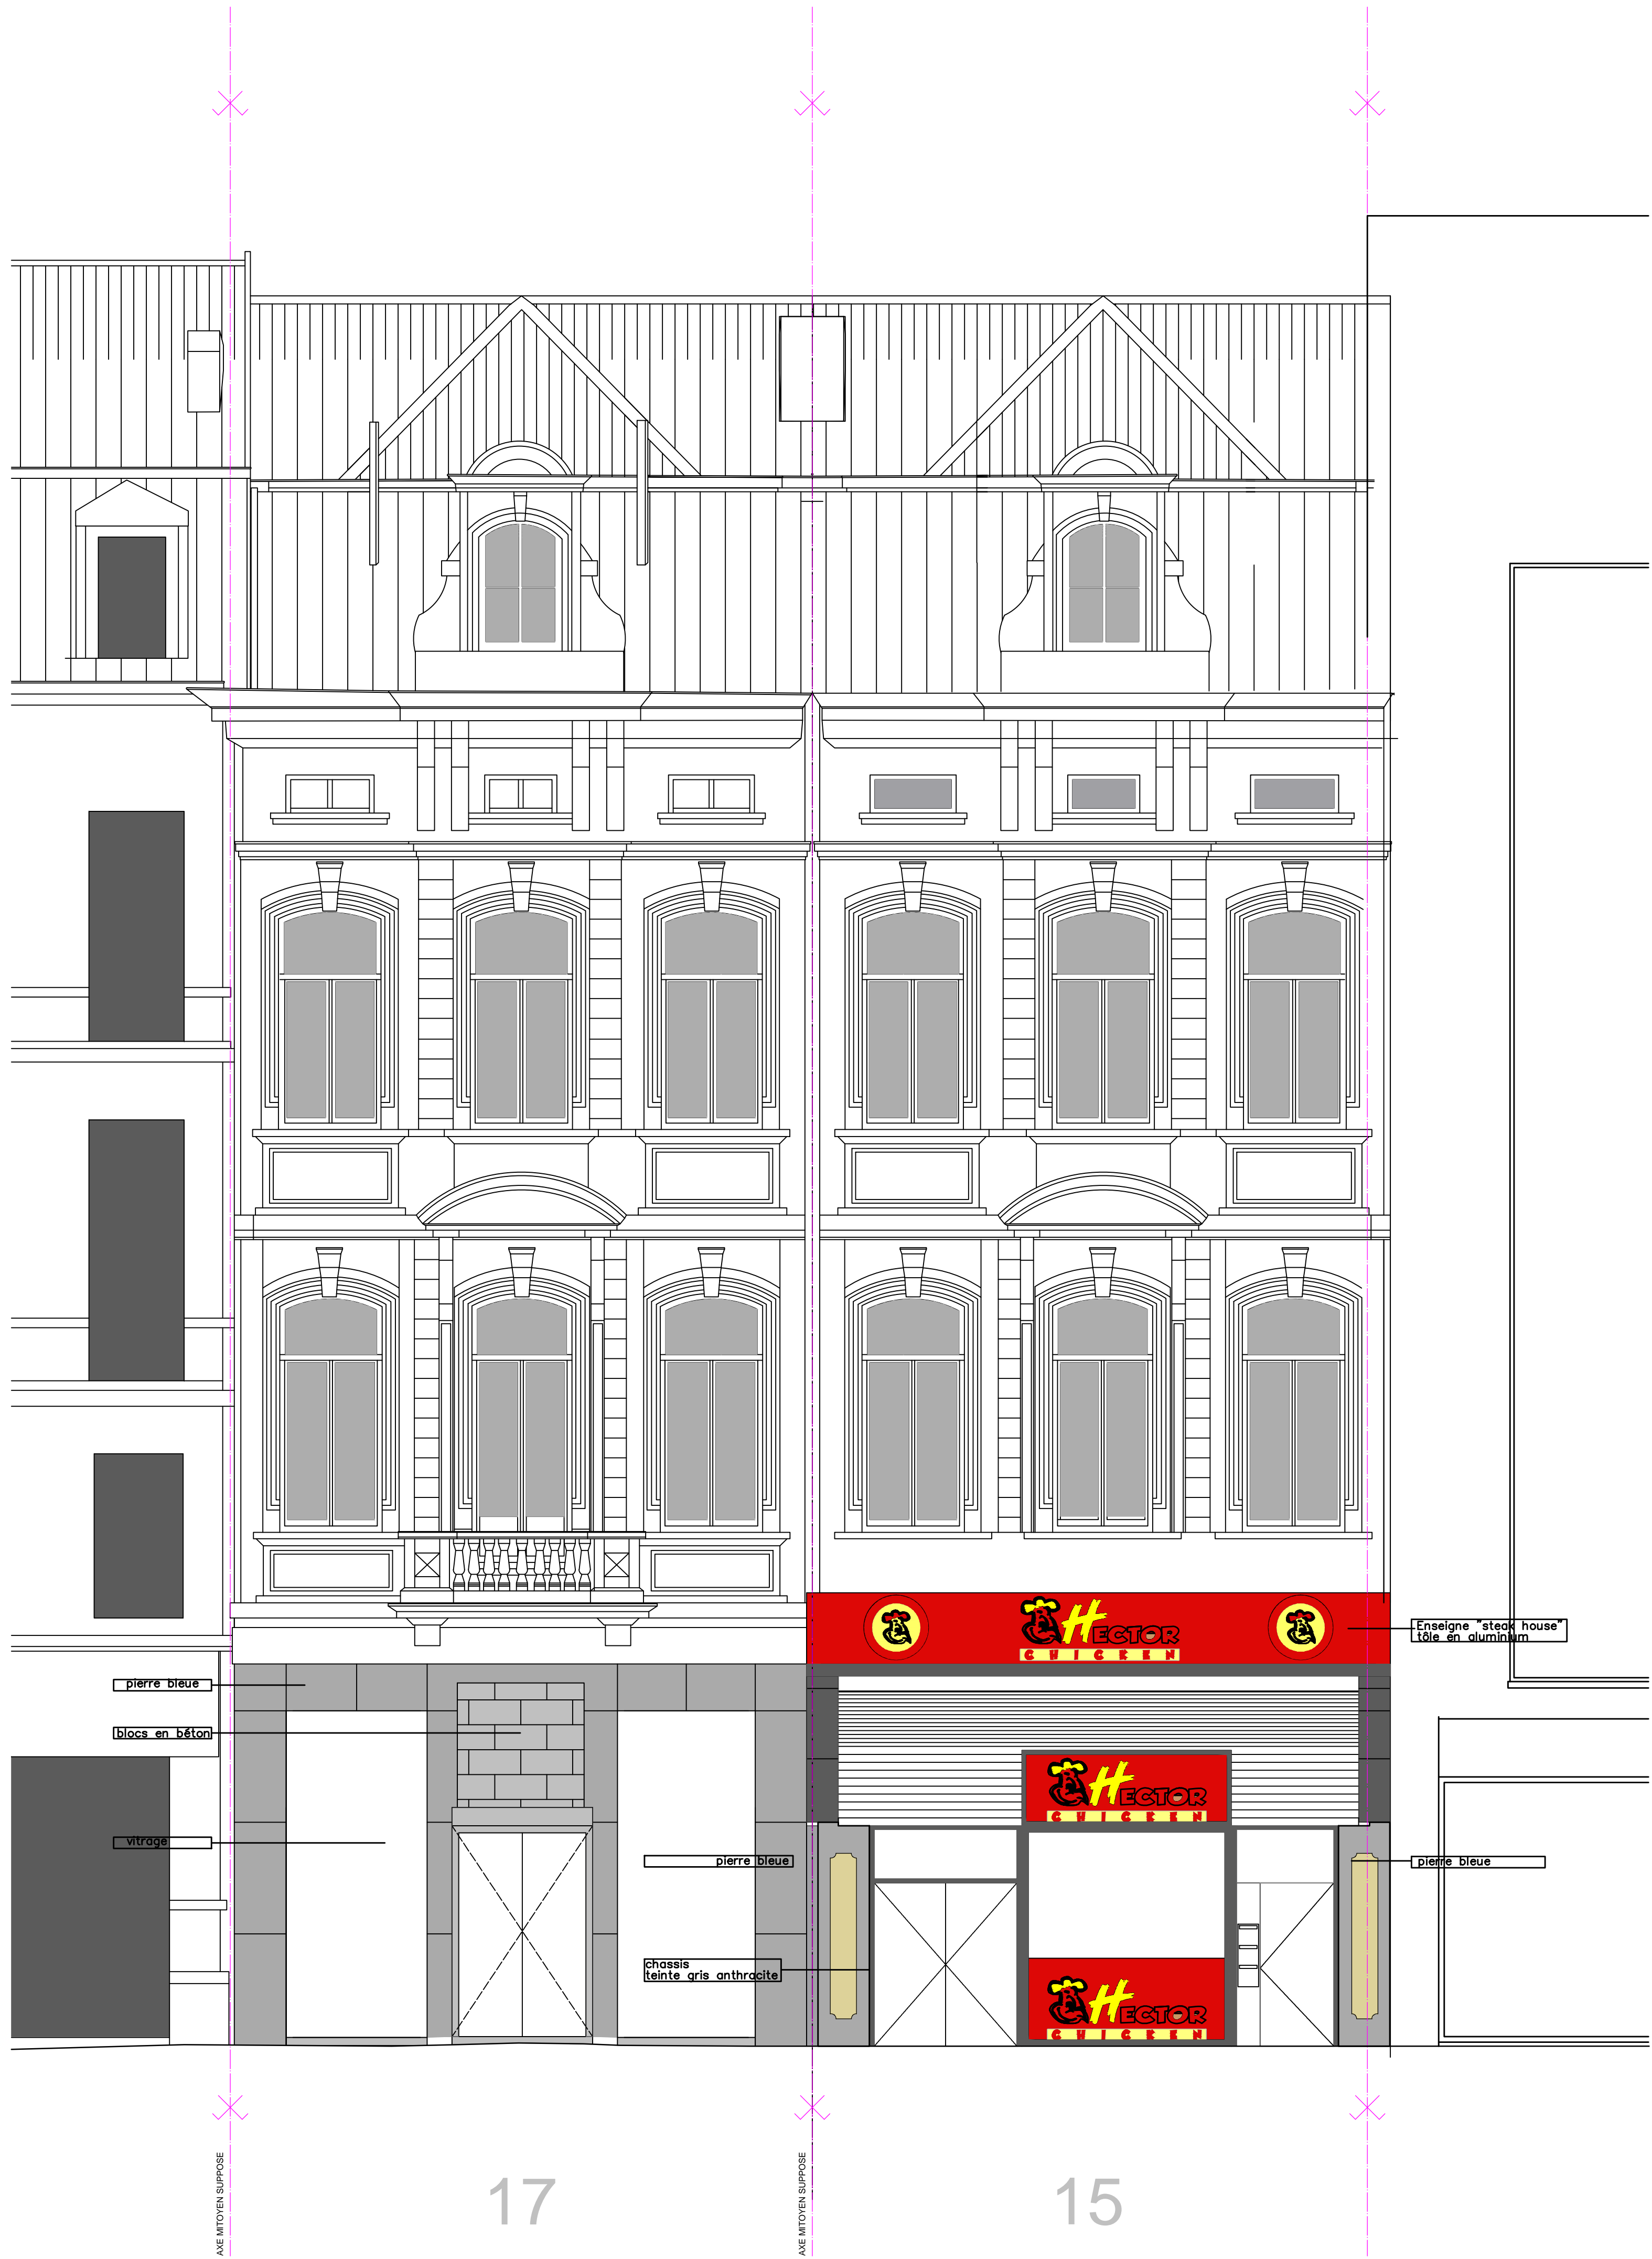 HECTOR
CHICKEN
Enseigne "steak house"
tôle en aluminium
pierre bleue
blocs en béton
HECTOR
CHICKEN
vitrage
pierre bleue
pierre bleue
chassis
teinte gris anthracite
HECTOR
CHICKEN
AXE MITOYEN SUPPOSE
AXE MITOYEN SUPPOSE
17
15